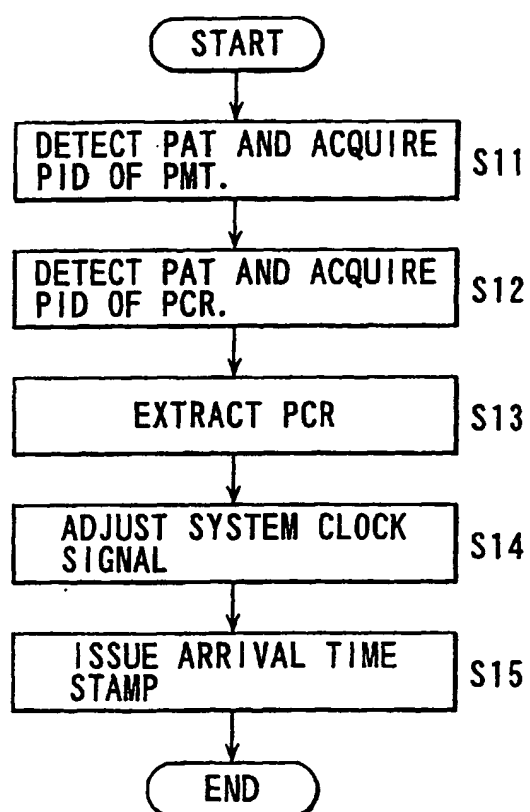 START
DETECT PAT AND ACQUIRE
PID OF PMT.
S11
DETECT PAT AND ACQUIRE
PID OF PCR.
S12
EXTRACT PCR
S13
ADJUST SYSTEM CLOCK
SIGNAL
S14
ISSUE ARRIVAL TIME
STAMP
S15
END